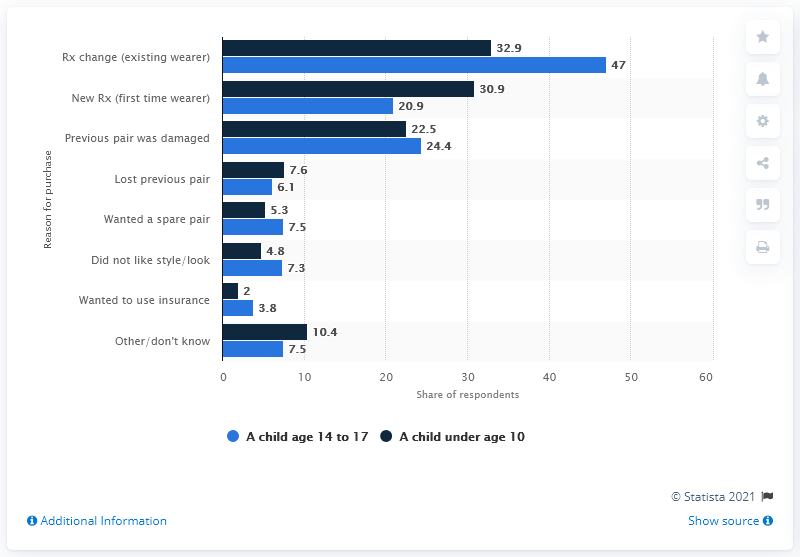 Reason for purchase
Rx change (existing wearer)
32.9
47
New Rx (first time wearer)
30.9
20.9
Previous pair was damaged
22.5
24.4
Lost previous pair
7.6
6.1
Wanted a spare pair
5.3
7.5
Did not like style/look
4.8
7.3
Wanted to use insurance
2
3.8
Other/don't know
10.4
7.5
0 10 20 30 40 50 60
Share of respondents
A child age 14 to 17 A child under age 10
© Statista 2021
Additional Information Show source